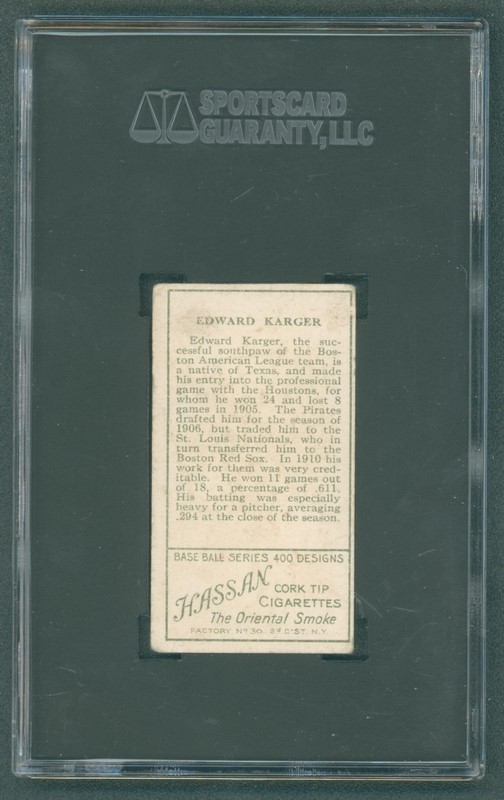 SPORTSCARD
GUARANTY, LLC
EDWARD KARGER
Edward Karger, the suc-
cessful southpaw of the Bos-
ton American League team, is
a native of Texas, and made
his entry into the professional
game with the Houstons, for
whom he won 24 and lost 8
games in 1905. The Pirates
drafted him for the season of
1906, but traded him to the
St. Louis Nationals, who in
turn transferred him to the
Boston Red Sox. In 1910 his
work for them was very cred-
itable. He won 11 games out
of 18, a percentage of .611.
His batting was especially
heavy for a pitcher, averaging
.294 at the close of the season.
BASE BALL SERIES 400 DESIGNS
HASSAN
CORK TIP
CIGARETTES
The Oriental Smoke
FACTORY No 30. 2d D'ST. N.Y.